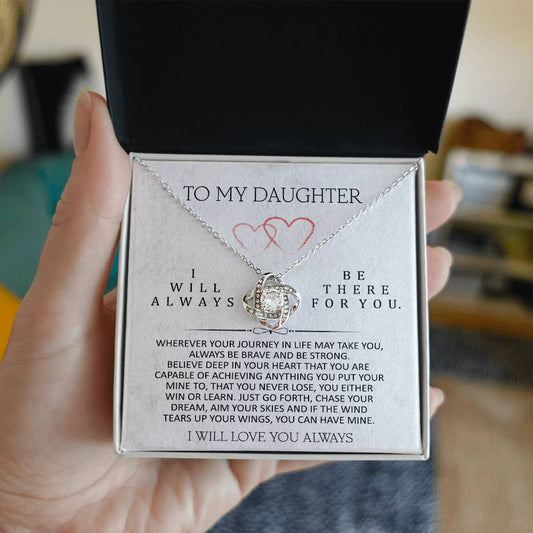 TO MY DAUGHTER
I BE
WILL THERE
ALWAYS FOR YOU.
WHEREVER YOUR JOURNEY IN LIFE MAY TAKE YOU,
ALWAYS BE BRAVE AND BE STRONG.
BELIEVE DEEP IN YOUR HEART THAT YOU ARE
CAPABLE OF ACHIEVING ANYTHING YOU PUT YOUR
MINE TO, THAT YOU NEVER LOSE, YOU EITHER
WIN OR LEARN. JUST GO FORTH, CHASE YOUR
DREAM, AIM YOUR SKIES AND IF THE WIND
TEARS UP YOUR WINGS, YOU CAN HAVE MINE.
I WILL LOVE YOU ALWAYS